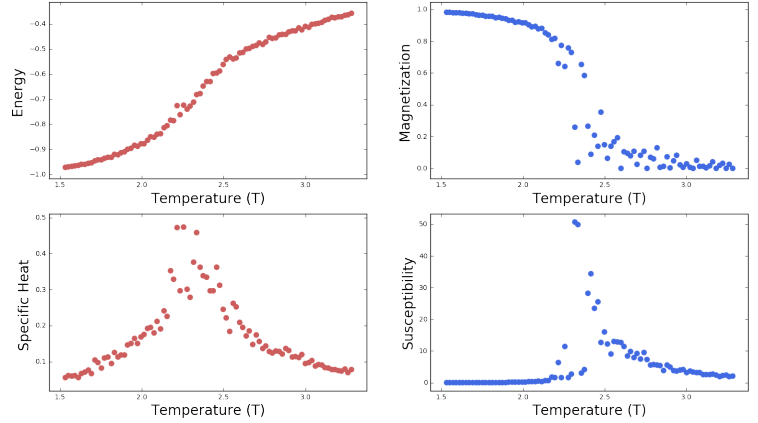 −0.4
−0.5
−0.6
−0.7
−0.8
−0.9
−1.0
Energy
1.5 2.0 2.5 3.0
Temperature (T)
1.0
0.8
0.6
0.4
0.2
0.0
Magnetization
1.5 2.0 2.5 3.0
Temperature (T)
0.5
0.4
0.3
0.2
0.1
Specific Heat
1.5 2.0 2.5 3.0
Temperature (T)
50
40
30
20
10
0
Susceptibility
1.5 2.0 2.5 3.0
Temperature (T)